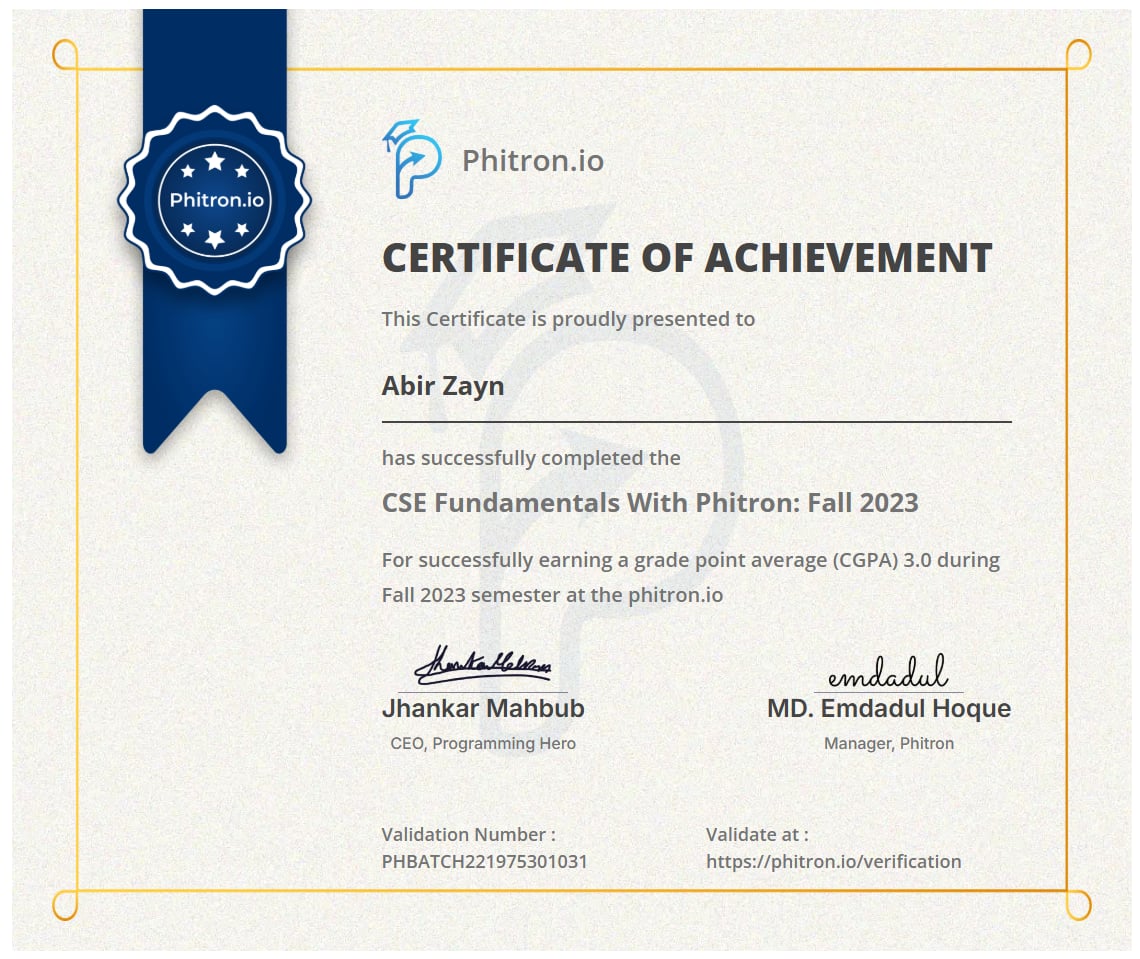 Phitron.io
Phitron.io
CERTIFICATE OF ACHIEVEMENT
This Certificate is proudly presented to
Abir Zayn
has successfully completed the
CSE Fundamentals With Phitron: Fall 2023
For successfully earning a grade point average (CGPA) 3.0 during
Fall 2023 semester at the phitron.io
emdadul
Jhankar Mahbub
MD. Emdadul Hoque
CEO, Programming Hero
Manager, Phitron
Validation Number :
PHBATCH221975301031
Validate at :
https://phitron.io/verification